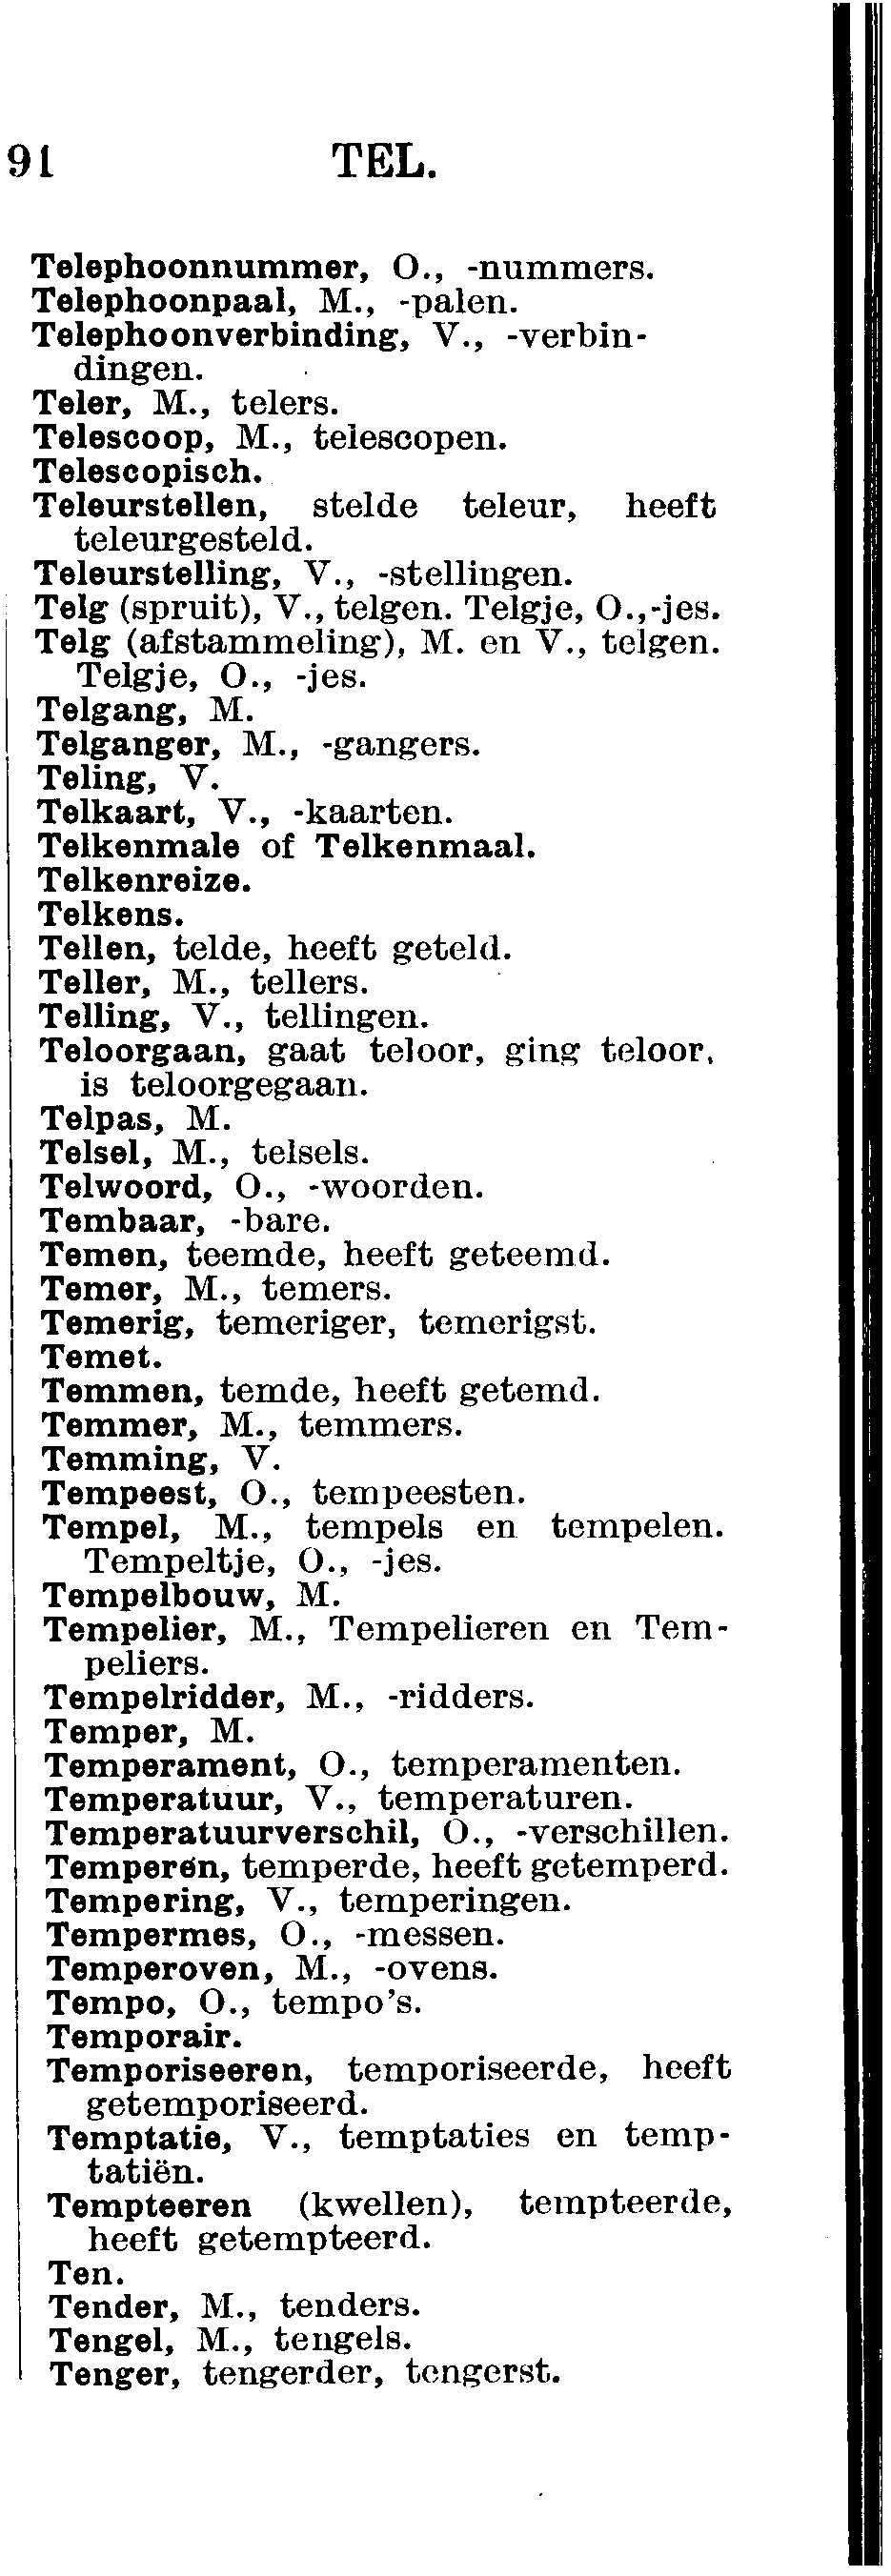 91 TEL.
Telephoonnummer, O., -nummers.
Telephoonpaal, M., -palen.
Telephoonverbinding, V., -verbin-
dingen.
Teler, M., telers.
Telescoop, M., telescopen.
Telescopisch.
Teleurstellen, stelde teleur, heeft
teleurgesteld.
Teleurstelling, V., -stellingen.
Telg (spruit), V., telgen. Telgje, O.,-jes.
Telg (afstammeling), M. en V., telgen.
Telgje, O., -jes.
Telgang, M.
Telganger, M., -gangers.
Teling, V.
Telkaart, V., -kaarten.
Telkenmale of Telkenmaal.
Telkenreize.
Telkens.
Tellen, telde, heeft geteld.
Teller, M., tellers.
Telling, V., tellingen.
Teloorgaan, gaat teloor, ging teloor,
is teloorgegaan.
Telpas, M.
Telsel, M., telsels.
Telwoord, O., -woorden.
Tembaar, -bare.
Temen, teemde, heeft geteemd.
Temer, M., temers.
Temerig, temeriger, temerigst.
Temet.
Temmen, temde, heeft getemd.
Temmer, M., temmers.
Temming, V.
Tempeest, O., tempeesten.
Tempel, M., tempels en tempelen.
Tempeltje, O., -jes.
Tempelbouw, M.
Tempelier, M., Tempelieren en Tem-
peliers.
Tempelridder, M., -ridders.
Temper, M.
Temperament, O., temperamenten.
Temperatuur, V., temperaturen.
Temperatuurverschil, O., -verschillen.
Temperen, temperde, heeft getemperd.
Tempering, V., temperingen.
Tempermes, O., -messen.
Temperoven, M., -ovens.
Tempo, O., tempo's.
Temporair.
Temporiseeren, temporiseerde, heeft
getemporiseerd.
Temptatie, V., temptaties en temp-
tatiën.
Tempteeren (kwellen), tempteerde,
heeft getempteerd.
Ten.
Tender, M., tenders.
Tengel, M., tengels.
Tenger, tengerder, tengerst.